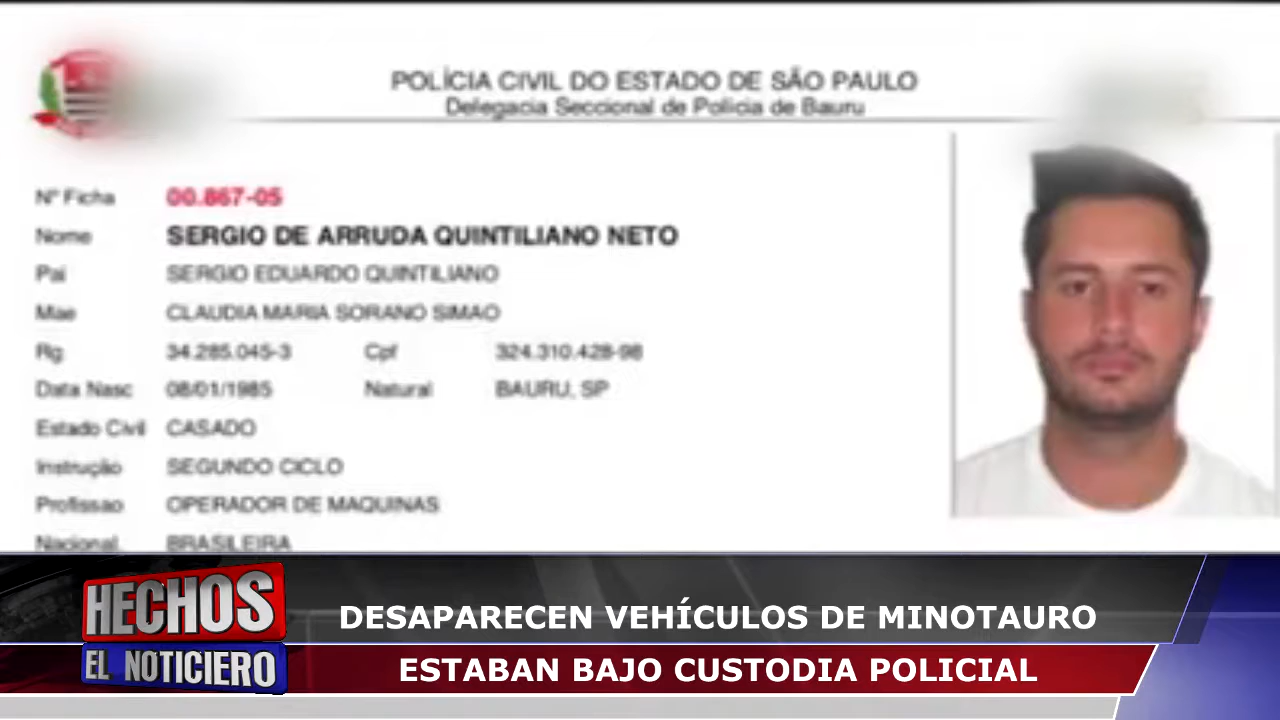 POLÍCIA CIVIL DO ESTADO DE SÃO PAULO
Delegacia Seccional de Polícia de Bauru
Nº Ficha 00.867-05
Nome SERGIO DE ARRUDA QUINTILIANO NETO
Pai SERGIO EDUARDO QUINTILIANO
Mae CLAUDIA MARIA SORANO SIMAO
Rg 34.285.045-3 Cpf 324.310.428-98
Data Nasc 08/01/1985 Natural BAURU, SP
Estado Civil CASADO
Instrução SEGUNDO CICLO
Profissao OPERADOR DE MAQUINAS
Nacional. BRASILEIRA
HECHOS
EL NOTICIERO
DESAPARECEN VEHÍCULOS DE MINOTAURO
ESTABAN BAJO CUSTODIA POLICIAL